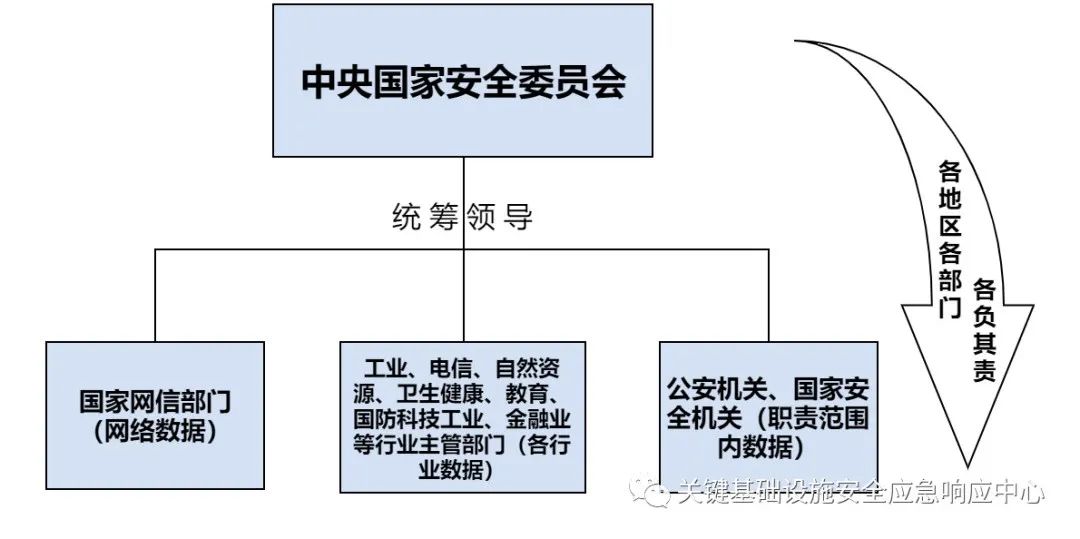 中央国家安全委员会
统筹领导
各地区各部门
各负其责
国家网信部门
（网络数据）
工业、电信、自然资
源、卫生健康、教育、
国防科技工业、金融业
等行业主管部门（各行
业数据）
公安机关、国家安
全机关（职责范围
内数据）
关键基础设施安全应急响应中心